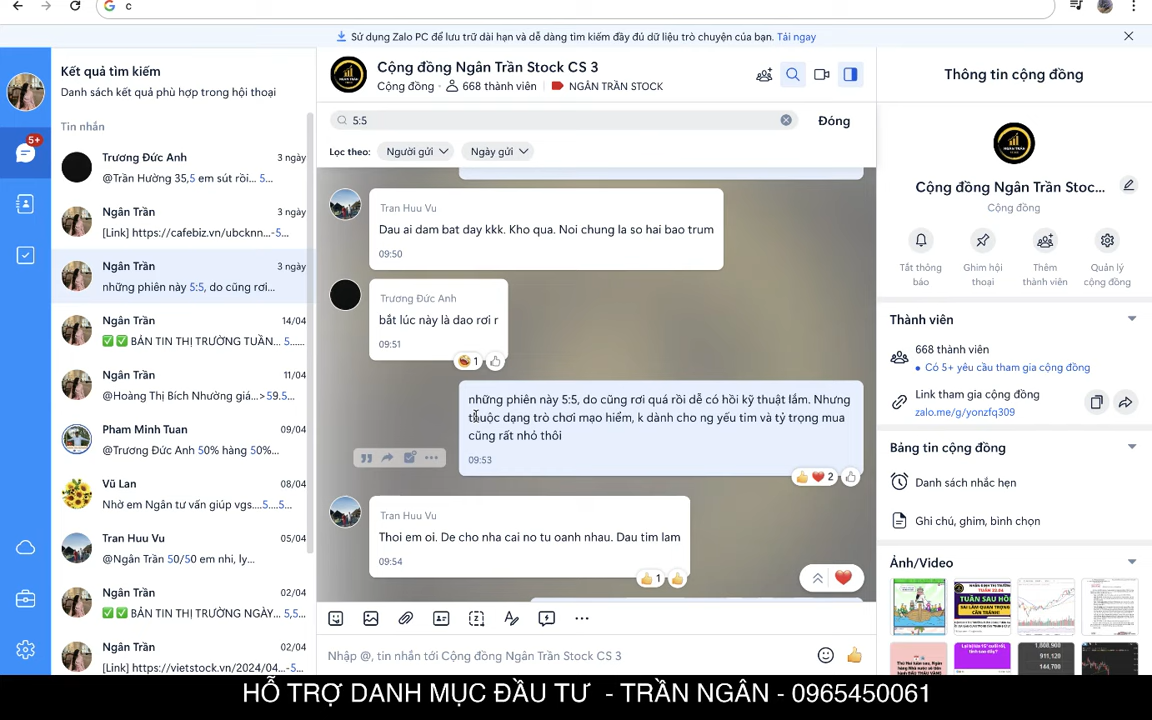 c
Sử dụng Zalo PC để lưu trữ dài hạn và dễ dàng tìm kiếm đầy đủ dữ liệu trò chuyện của bạn. Tải ngay
Kết quả tìm kiếm
Danh sách kết quả phù hợp trong hội thoại
Tin nhắn
Trương Đức Anh 3 ngày
@Trần Hường 35,5 em sút rồi... 5...
Ngân Trần 3 ngày
[Link] https://cafebiz.vn/ubcknn...-5...
Ngân Trần 3 ngày
những phiên này 5:5, do cũng rơi...
Ngân Trần 14/04
✅ ✅ BẢN TIN THỊ TRƯỜNG TUẦN... 5......
Ngân Trần 11/04
@Hoàng Thị Bích Nhường giá...>59.5...
Pham Minh Tuan 09/04
@Trương Đức Anh 50% hàng 50%...
Vũ Lan 08/04
Nhờ em Ngân tư vấn giúp vgs....5....5...
Tran Huu Vu 05/04
@Ngân Trần 50/50 em nhi, ly...
Ngân Trần 02/04
✅ ✅ BẢN TIN THỊ TRƯỜNG NGÀY... 5,5...
Ngân Trần 02/04
[Link] https://vietstock.vn/2024/04...-5...
5+
Cộng đồng Ngân Trần Stock CS 3
Cộng đồng 668 thành viên NGÂN TRẦN STOCK
5:5 Đóng
Lọc theo: Người gửi Ngày gửi
Tran Huu Vu
Dau ai dam bat day kkk. Kho qua. Noi chung la so hai bao trum
09:50
Trương Đức Anh
bắt lúc này là dao rơi r
09:51
1
những phiên này 5:5, do cũng rơi quá rồi dễ có hồi kỹ thuật lắm. Nhưng
thuộc dạng trò chơi mạo hiểm, k dành cho ng yếu tim và tỷ trọng mua
cũng rất nhỏ thôi
09:53
2
Tran Huu Vu
Thoi em oi. De cho nha cai no tu oanh nhau. Dau tim lam
09:54
1
Nhập @, tin nhắn tới Cộng đồng Ngân Trần Stock CS 3
Thông tin cộng đồng
Cộng đồng Ngân Trần Stoc...
Cộng đồng
Tắt thông báo
Ghim hội thoại
Thêm thành viên
Quản lý cộng đồng
Thành viên
668 thành viên
Có 5+ yêu cầu tham gia cộng đồng
Link tham gia cộng đồng
zalo.me/g/yonzfq309
Bảng tin cộng đồng
Danh sách nhắc hẹn
Ghi chú, ghim, bình chọn
Ảnh/Video
TUẦN SAU HỒI
HỖ TRỢ DANH MỤC ĐẦU TƯ - TRẦN NGÂN - 0965450061